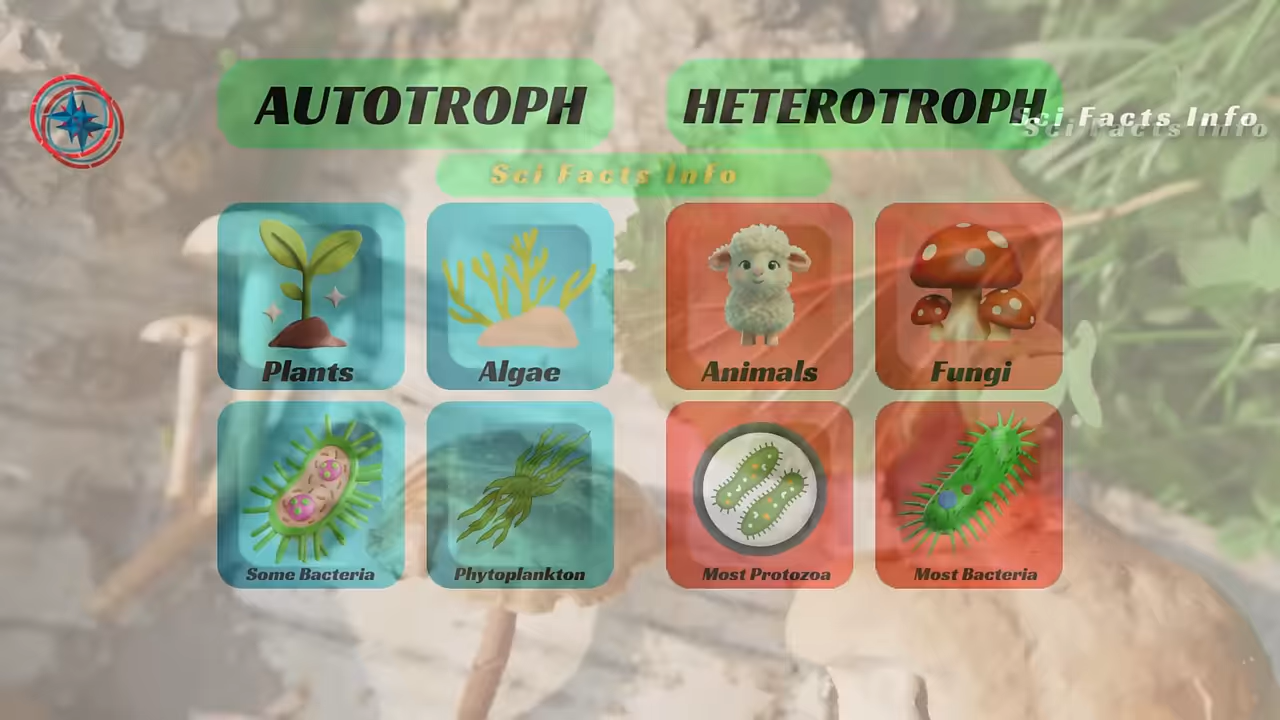 AUTOTROPH
HETEROTROPH
Sci Facts Info
Sci Facts Info
Plants
Algae
Animals
Fungi
Some Bacteria
Phytoplankton
Most Protozoa
Most Bacteria